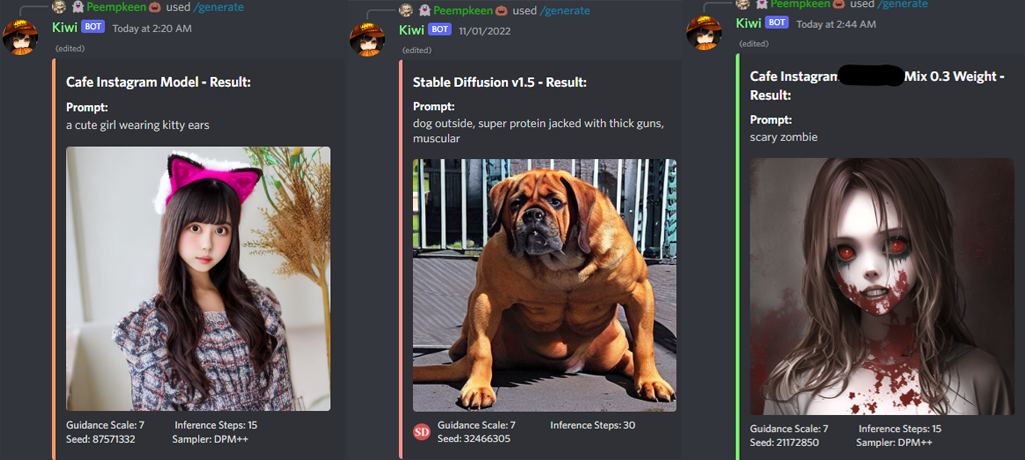 Peempkeen used /generate
Kiwi BOT Today at 2:20 AM
(edited)
Cafe Instagram Model - Result:
Prompt:
a cute girl wearing kitty ears
Guidance Scale: 7 Inference Steps: 15
Seed: 87571332 Sampler: DPM++
Peempkeen used /generate
Kiwi BOT 11/01/2022
(edited)
Stable Diffusion v1.5 - Result:
Prompt:
dog outside, super protein jacked with thick guns,
muscular
SD
Guidance Scale: 7 Inference Steps: 30
Seed: 32466305
Peempkeen used /generate
Kiwi BOT Today at 2:44 AM
(edited)
Cafe Instagram Mix 0.3 Weight -
Result:
Prompt:
scary zombie
Guidance Scale: 7 Inference Steps: 15
Seed: 21172850 Sampler: DPM++